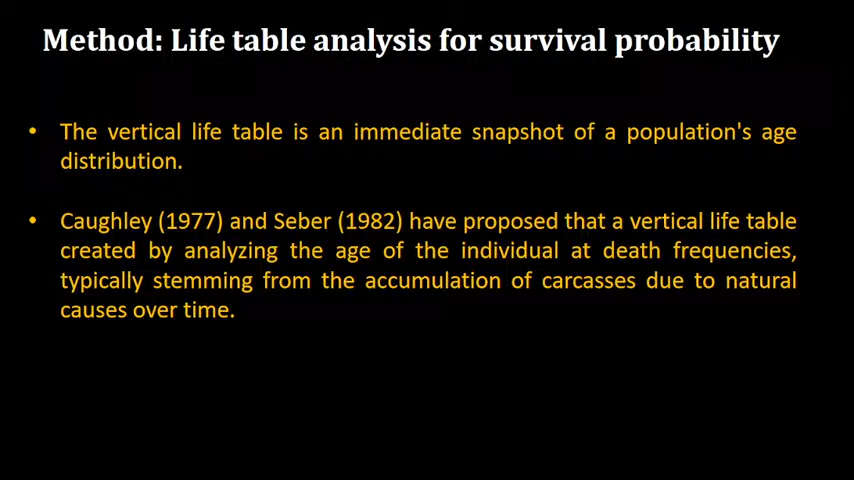 Method: Life table analysis for survival probability
• The vertical life table is an immediate snapshot of a population's age
distribution.
• Caughley (1977) and Seber (1982) have proposed that a vertical life table
created by analyzing the age of the individual at death frequencies,
typically stemming from the accumulation of carcasses due to natural
causes over time.